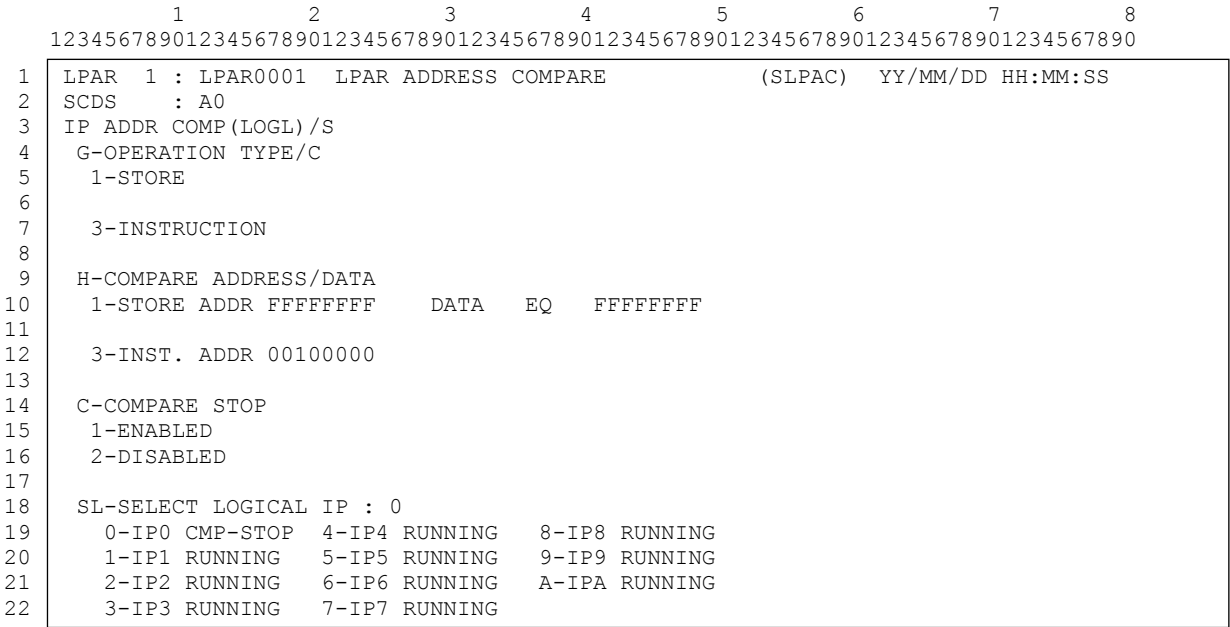 1 2 3 4 5 6 7 8
12345678901234567890123456789012345678901234567890123456789012345678901234567890
1 LPAR 1 : LPAR0001 LPAR ADDRESS COMPARE (SLPAC) YY/MM/DD HH:MM:SS
2 SCDS : A0
3 IP ADDR COMP(LOGL)/S
4 G-OPERATION TYPE/C
5 1-STORE
6
7 3-INSTRUCTION
8
9 H-COMPARE ADDRESS/DATA
10 1-STORE ADDR FFFFFFFF DATA EQ FFFFFFFF
11
12 3-INST. ADDR 00100000
13
14 C-COMPARE STOP
15 1-ENABLED
16 2-DISABLED
17
18 SL-SELECT LOGICAL IP : 0
19 0-IP0 CMP-STOP 4-IP4 RUNNING 8-IP8 RUNNING
20 1-IP1 RUNNING 5-IP5 RUNNING 9-IP9 RUNNING
21 2-IP2 RUNNING 6-IP6 RUNNING A-IPA RUNNING
22 3-IP3 RUNNING 7-IP7 RUNNING